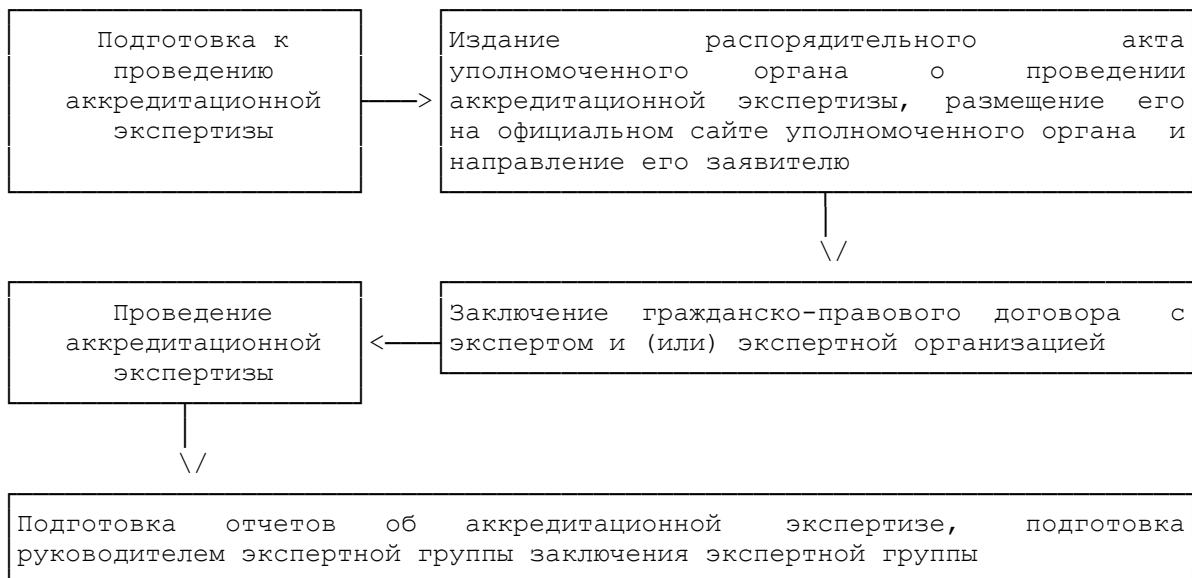 Подготовка к
проведению
аккредитационной
экспертизы
Издание распорядительного акта
уполномоченного органа о проведении
аккредитационной экспертизы, размещение его
на официальном сайте уполномоченного органа и
направление его заявителю
Заключение гражданско-правового договора с
экспертом и (или) экспертной организацией
Проведение
аккредитационной
экспертизы
Подготовка отчетов об аккредитационной экспертизе, подготовка
руководителем экспертной группы заключения экспертной группы